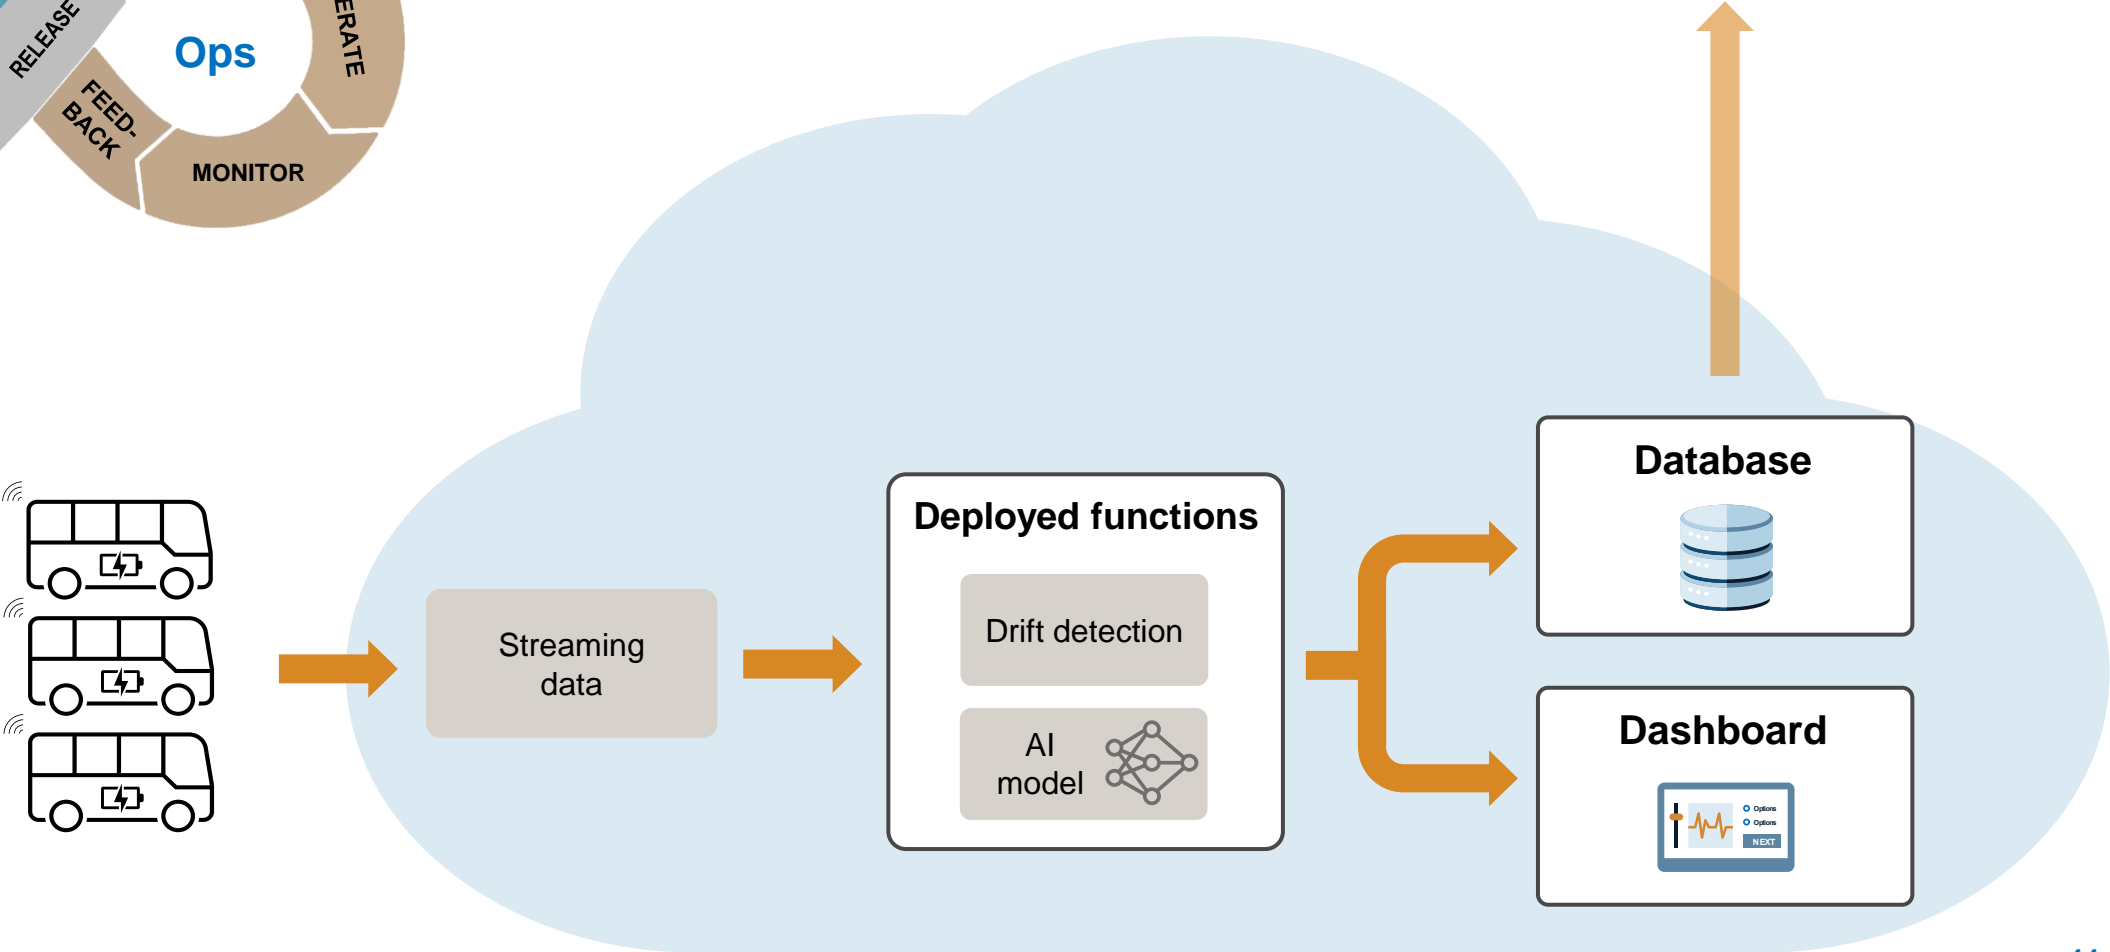 RELEASE
Ops
ERATE
FEED-
BACK
MONITOR
Database
Deployed functions
Drift detection
Streaming
data
AI
model
Dashboard
Options
Options
NEXT